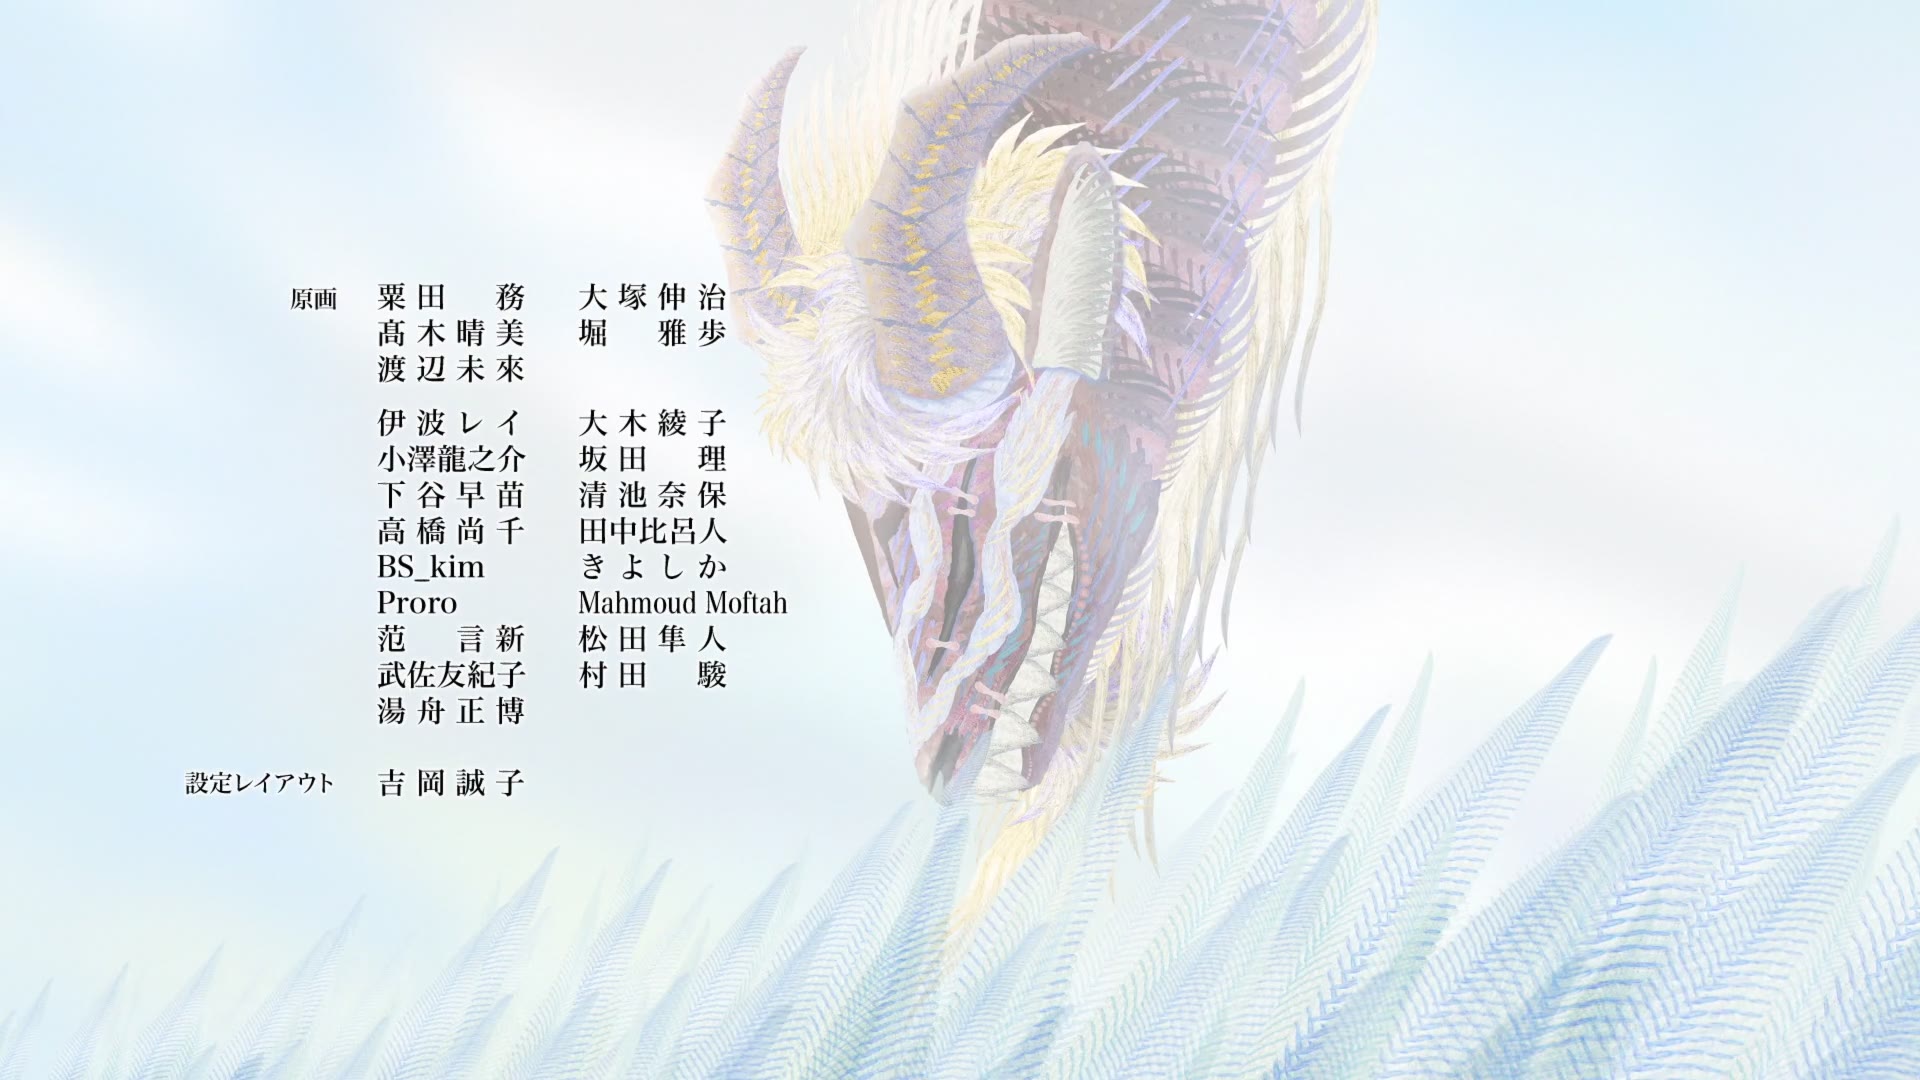 原画 粟田 務 大塚伸治
髙木晴美 堀 雅歩
渡辺未來
伊波レイ 大木綾子
小澤龍之介 坂田 理
下谷早苗 清池奈保
高橋尚千 田中比呂人
BS_kim きよしか
Proro Mahmoud Moftah
范 言新 松田隼人
武佐友紀子 村田 駿
湯舟正博
設定レイアウト 吉岡誠子